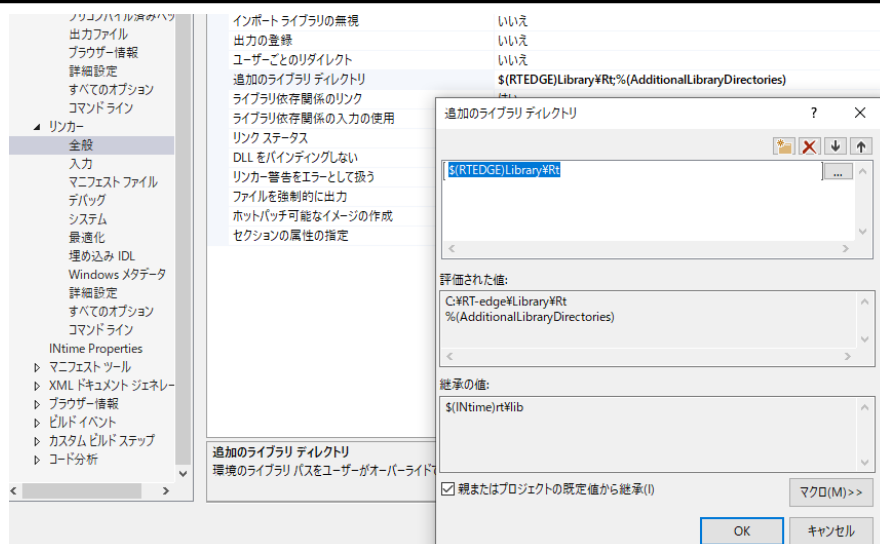 プリコンパイル済みヘッ
出力ファイル
ブラウザー情報
詳細設定
すべてのオプション
コマンド ライン
リンカー
全般
入力
マニフェスト ファイル
デバッグ
システム
最適化
埋め込み IDL
Windows メタデータ
詳細設定
すべてのオプション
コマンド ライン
INtime Properties
マニフェスト ツール
XML ドキュメント ジェネレー
ブラウザー情報
ビルド イベント
カスタム ビルド ステップ
コード分析
インポート ライブラリの無視 いいえ
出力の登録 いいえ
ユーザーごとのリダイレクト いいえ
追加のライブラリ ディレクトリ $(RTEDGE)Library¥Rt;%(AdditionalLibraryDirectories)
ライブラリ依存関係のリンク はい
ライブラリ依存関係の入力の使用
リンク ステータス
DLL をバインディングしない
リンカー警告をエラーとして扱う
ファイルを強制的に出力
ホットパッチ可能なイメージの作成
セクションの属性の指定
追加のライブラリ ディレクトリ
環境のライブラリ パスをユーザーがオーバーライドで
追加のライブラリ ディレクトリ ? ×
$(RTEDGE)Library¥Rt ...
評価された値:
C:¥RT-edge¥Library¥Rt
%(AdditionalLibraryDirectories)
継承の値:
$(INtime)rt¥lib
親またはプロジェクトの既定値から継承(I)
マクロ(M)>>
OK キャンセル